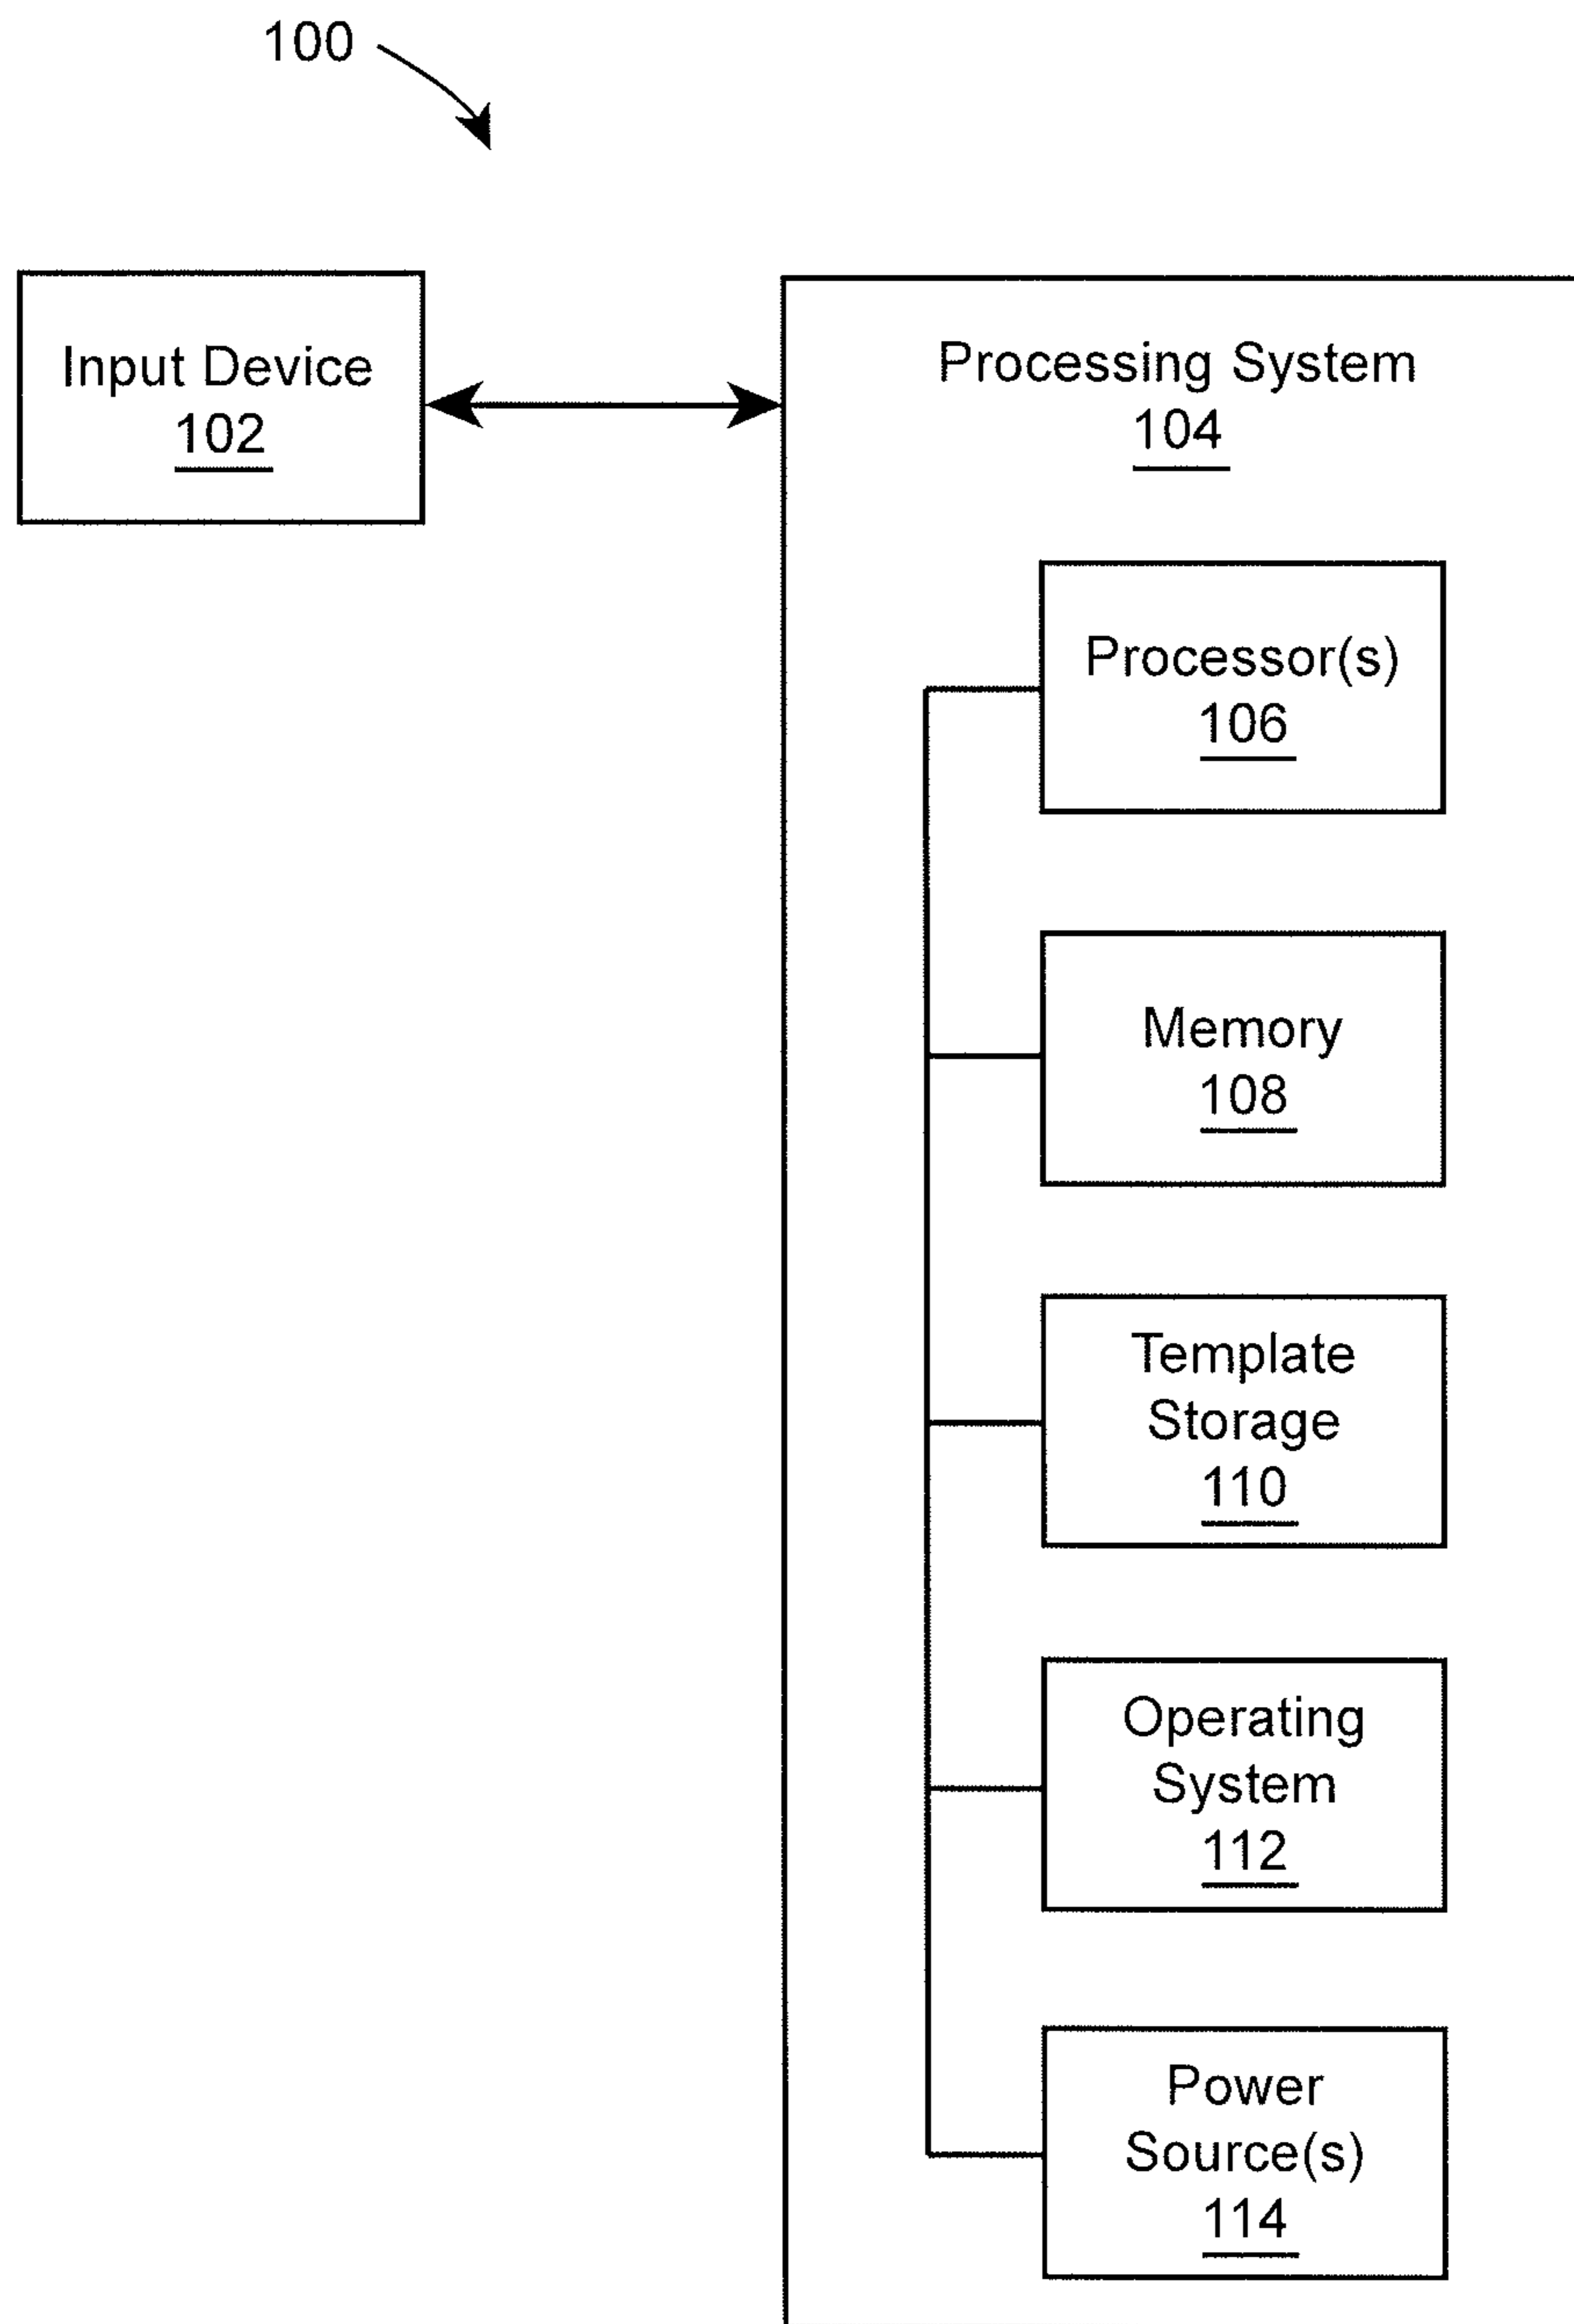 100
Input Device
102
Processing System
104
Processor(s)
106
Memory
108
Template
Storage
110
Operating
System
112
Power
Source(s)
114